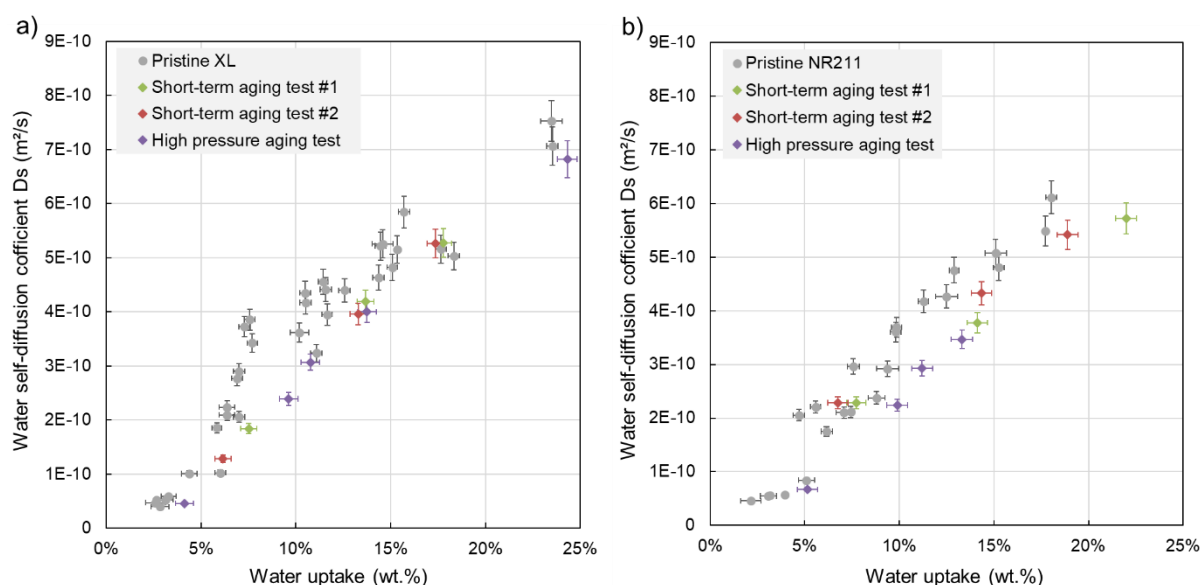 a)
Water self-diffusion cofficient Ds (m²/s)
9E-10
8E-10
7E-10
6E-10
5E-10
4E-10
3E-10
2E-10
1E-10
0
Pristine XL
Short-term aging test #1
Short-term aging test #2
High pressure aging test
0% 5% 10% 15% 20% 25%
Water uptake (wt.%)
b)
Water self-diffusion cofficient Ds (m²/s)
9E-10
8E-10
7E-10
6E-10
5E-10
4E-10
3E-10
2E-10
1E-10
0
Pristine NR211
Short-term aging test #1
Short-term aging test #2
High pressure aging test
0% 5% 10% 15% 20% 25%
Water uptake (wt.%)